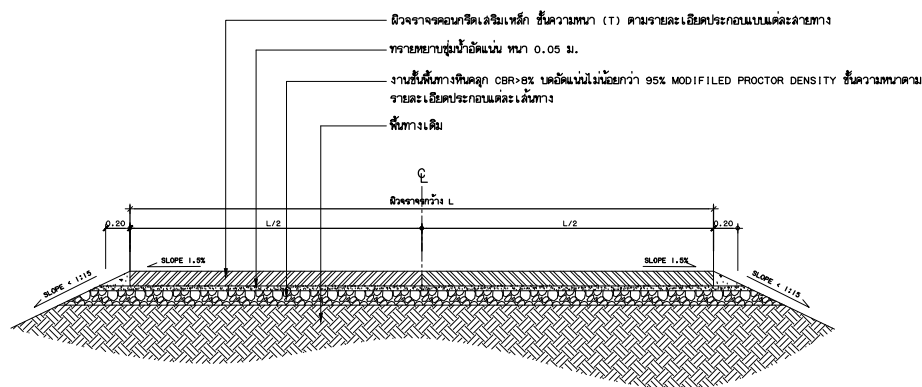 ผิวจราจรคอนกรีตเสริมเหล็ก ชั้นความหนา (T) ตามรายละเอียดประกอบแบบแต่ละสายทาง
ทรายหยาบชุ่มน้ำอัดแน่น หนา 0.05 ม.
งานชั้นพื้นทางหินคลุก CBR>8% บดอัดแน่นไม่น้อยกว่า 95% MODIFILED PROCTOR DENSITY ชั้นความหนาตาม
รายละเอียดประกอบแต่ละเส้นทาง
พื้นทางเดิม
CL
ผิวจราจรกว้าง L
0.20 L/2 L/2 0.20
SLOPE 1.5% SLOPE 1.5%
SLOPE < 1:15 SLOPE < 1:15